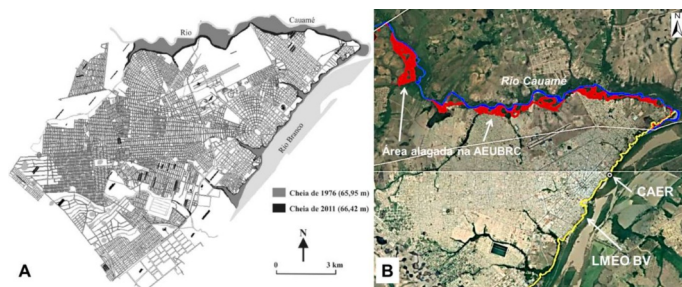 Rio
Cauamé
Rio Branco
Cheia de 1976 (65,95 m)
Cheia de 2011 (66,42 m)
N
0 3 km
A
N
Rio Cauamé
Área alagada na AEUBRC
CAER
LMEO BV
B